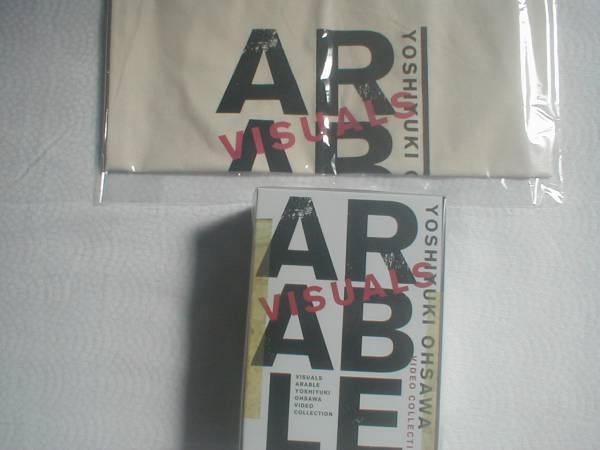 AR
AB
VISUALS
YOSHIYUKI O
AR
AB
LE
VISUALS
YOSHIYUKI OHSAWA
VIDEO COLLECTI
VISUALS
ARABLE
YOSHIYUKI
OHSAWA
VIDEO
COLLECTION